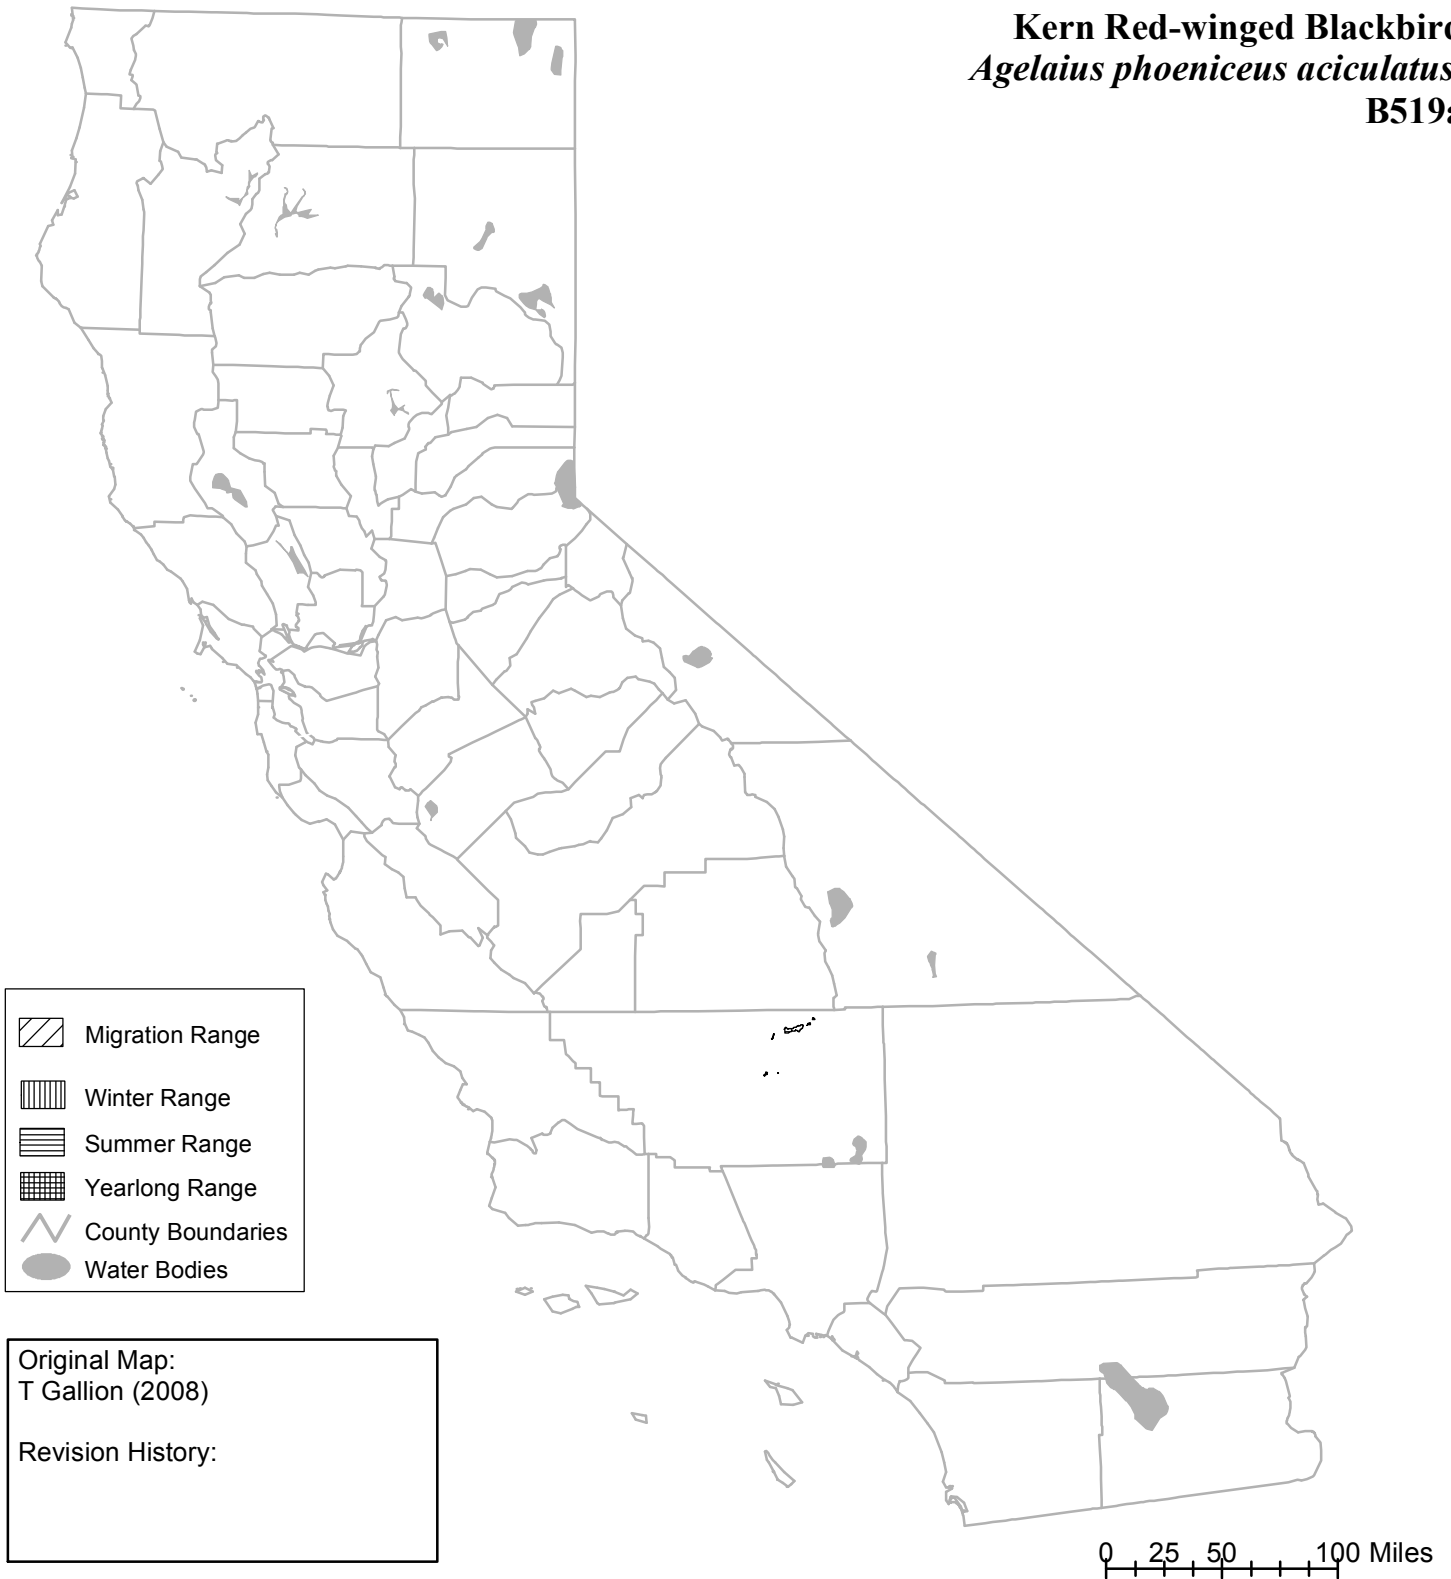 Kern Red-winged Blackbird
Agelaius phoeniceus aciculatus
B519a
Migration Range
Winter Range
Summer Range
Yearlong Range
County Boundaries
Water Bodies
Original Map:
T Gallion (2008)
Revision History:
0 25 50 100 Miles